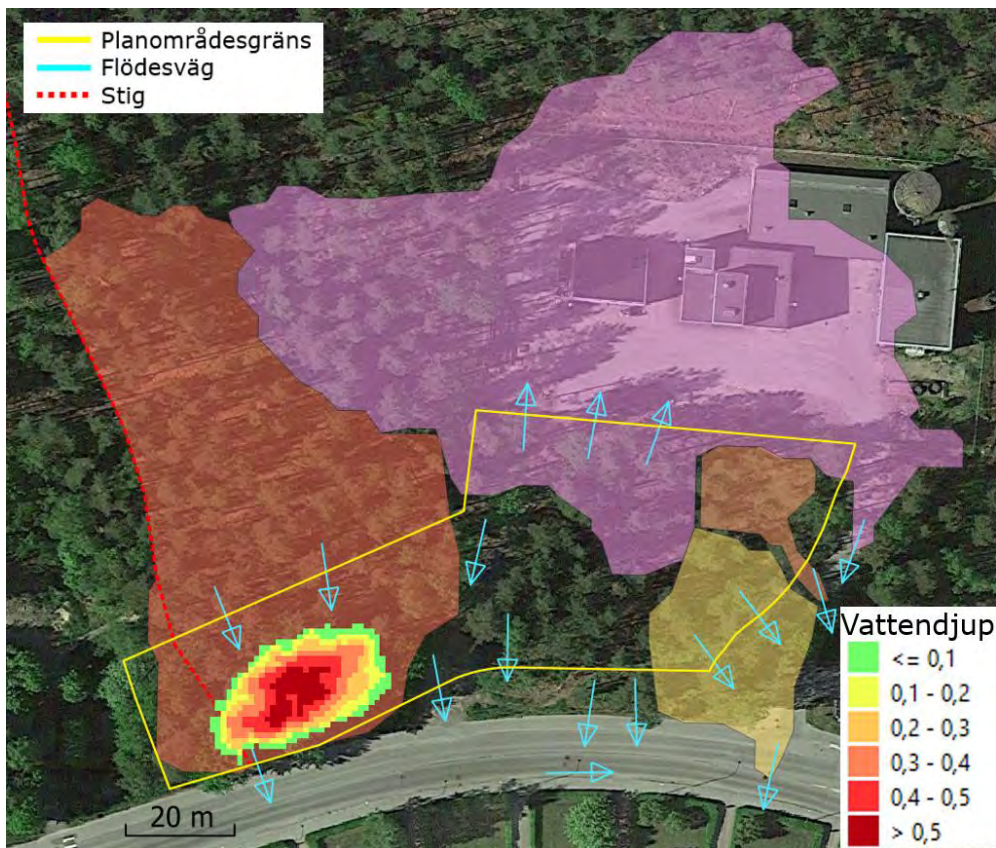 Planområdesgräns
Flödesväg
Stig
20 m
Vattendjup
<= 0,1
0,1 - 0,2
0,2 - 0,3
0,3 - 0,4
0,4 - 0,5
> 0,5